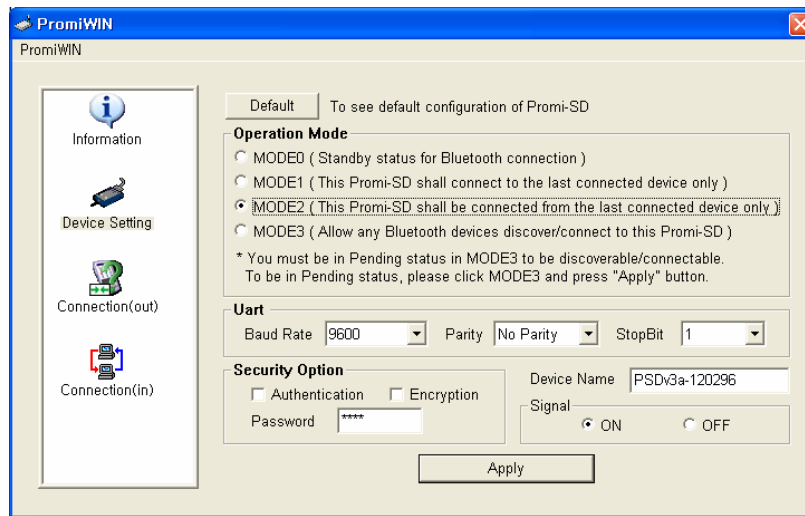 PromiWIN
PromiWIN
Information
Device Setting
Connection(out)
Connection(in)
Default To see default configuration of Promi-SD
Operation Mode
MODE0 ( Standby status for Bluetooth connection )
MODE1 ( This Promi-SD shall connect to the last connected device only )
MODE2 ( This Promi-SD shall be connected from the last connected device only )
MODE3 ( Allow any Bluetooth devices discover/connect to this Promi-SD )
* You must be in Pending status in MODE3 to be discoverable/connectable.
To be in Pending status, please click MODE3 and press "Apply" button.
Uart
Baud Rate 9600 Parity No Parity StopBit 1
Security Option
Authentication Encryption
Password ****
Device Name PSDv3a-120296
Signal
ON OFF
Apply